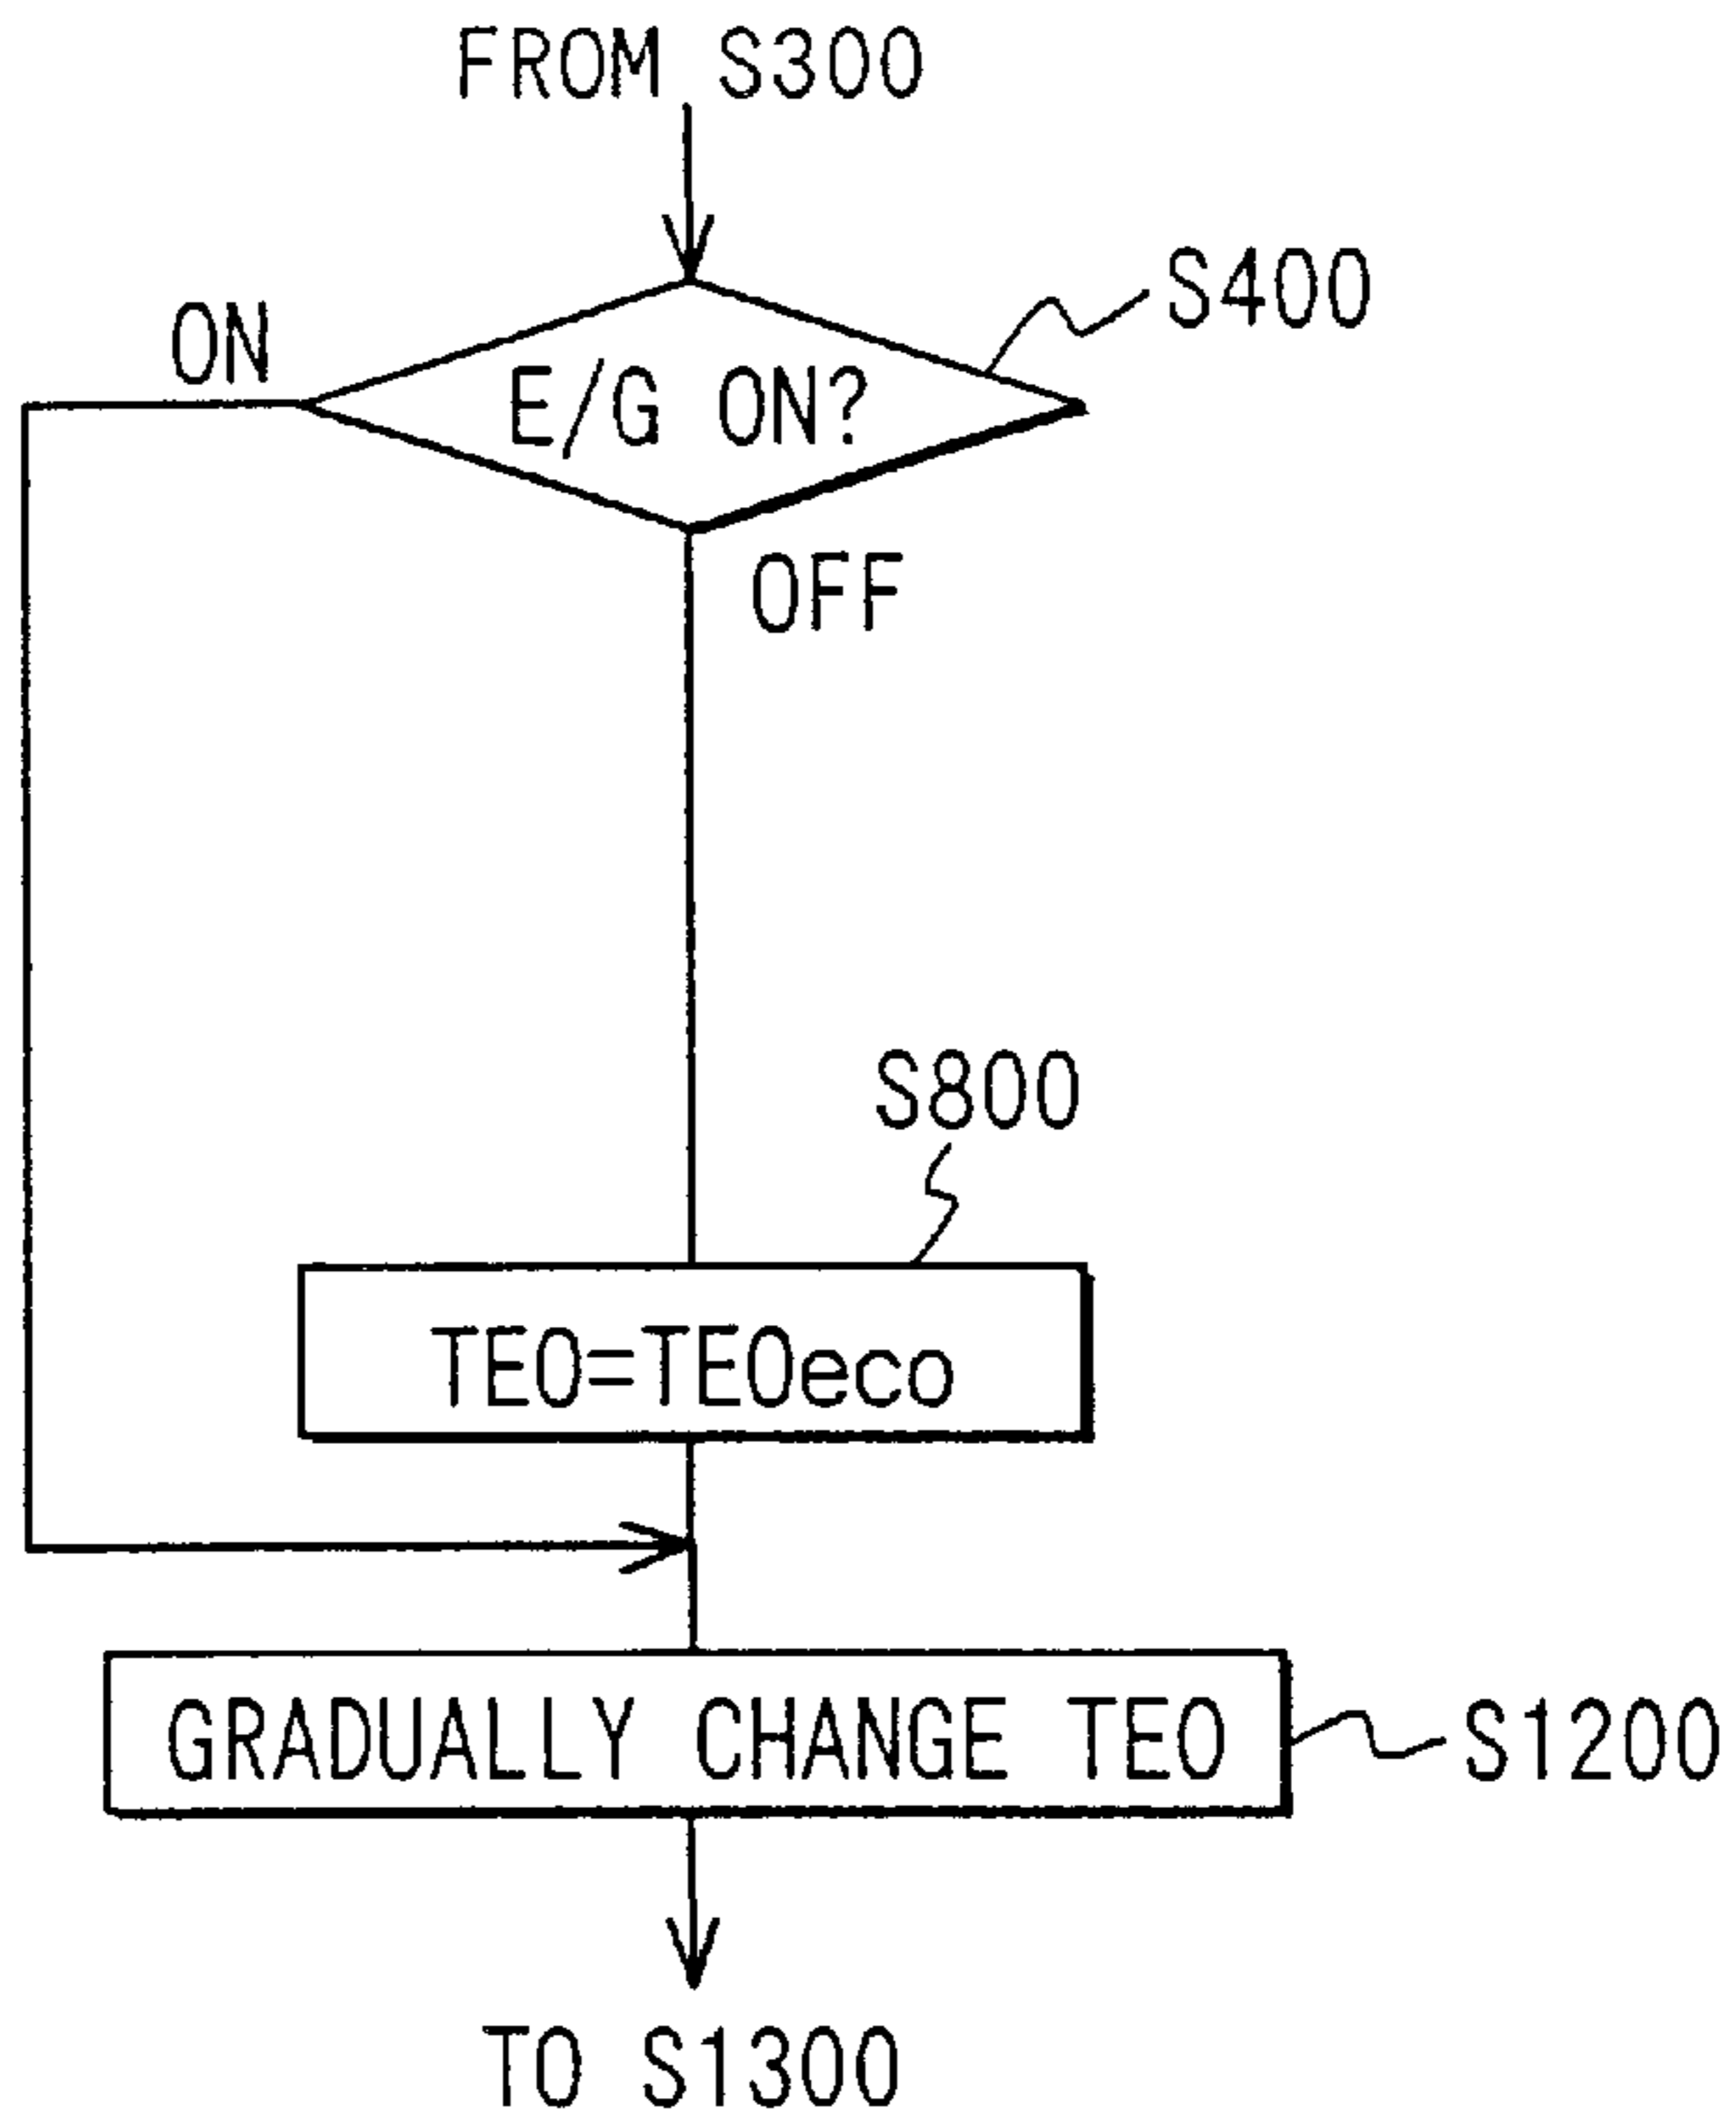 FROM S300
S400
ON
E/G ON?
OFF
S800
TEO=TEOeco
GRADUALLY CHANGE TEO
S1200
TO S1300